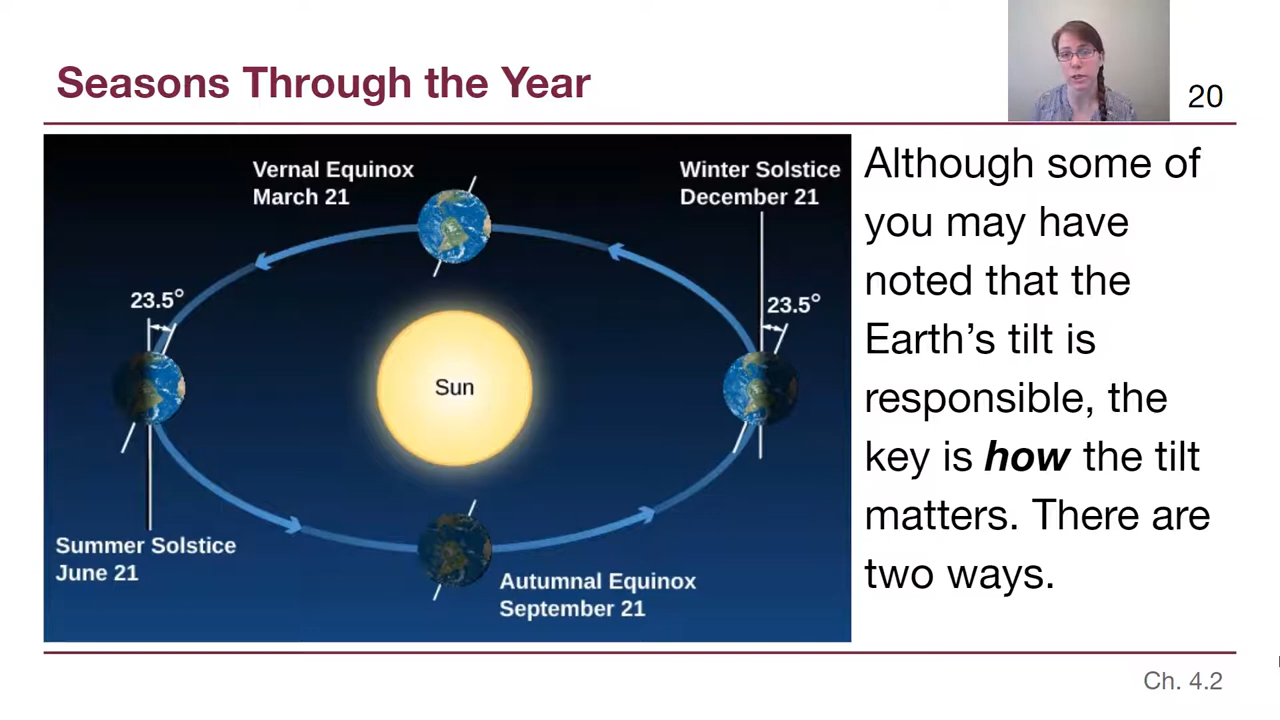 Seasons Through the Year
20
Vernal Equinox
March 21
Winter Solstice
December 21
23.5°
23.5°
Sun
Summer Solstice
June 21
Autumnal Equinox
September 21
Although some of
you may have
noted that the
Earth’s tilt is
responsible, the
key is how the tilt
matters. There are
two ways.
Ch. 4.2